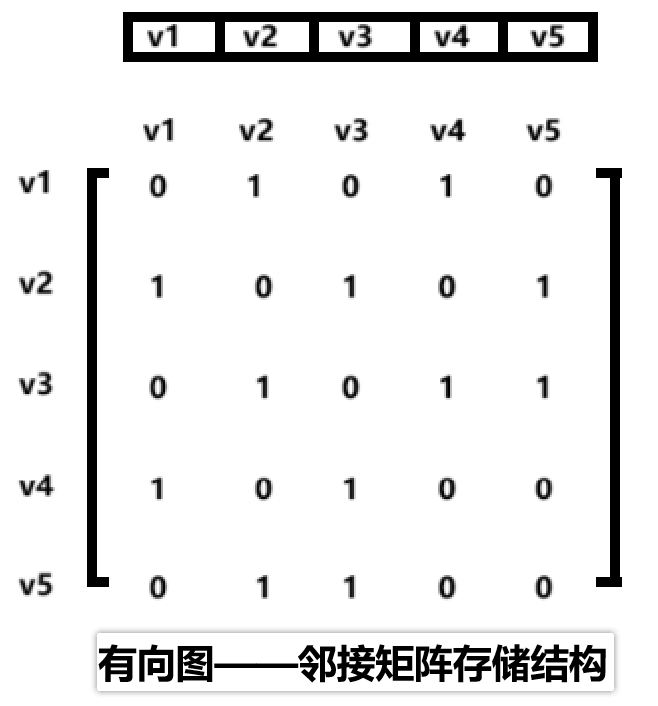 v1 v2 v3 v4 v5
v1 v2 v3 v4 v5
v1 0 1 0 1 0
v2 1 0 1 0 1
v3 0 1 0 1 1
v4 1 0 1 0 0
v5 0 1 1 0 0
有向图——邻接矩阵存储结构